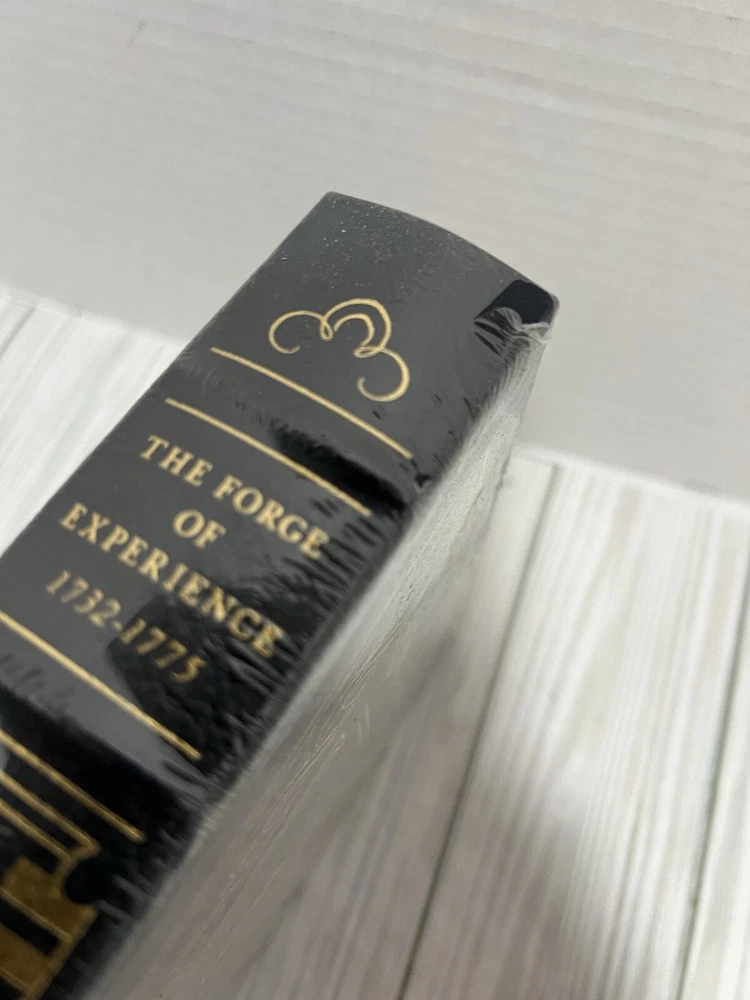 THE FORGE
OF
EXPERIENCE
1732-1775